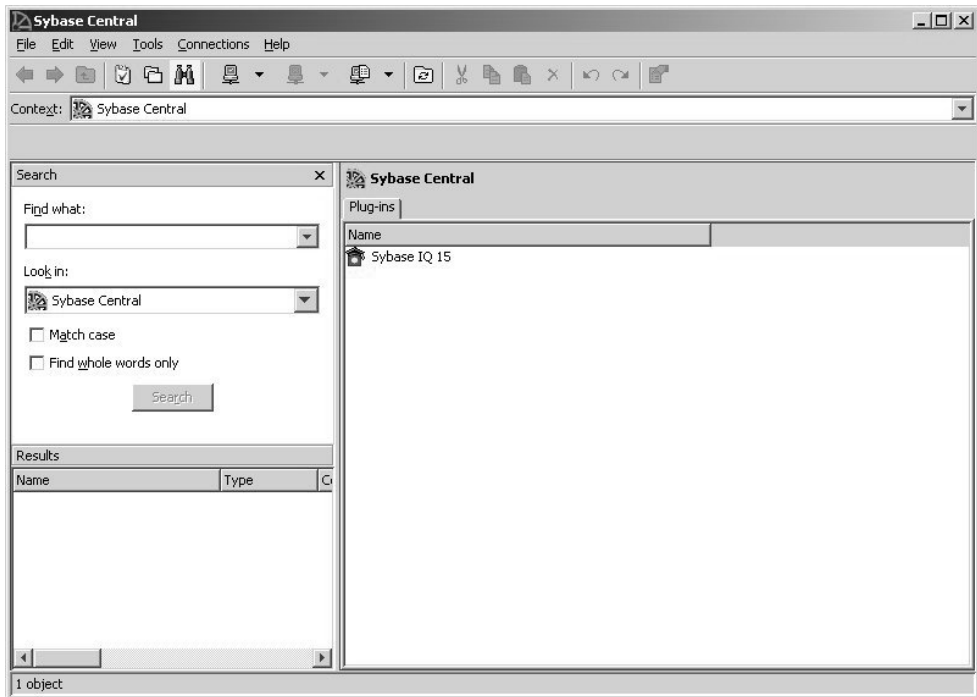 Sybase Central
File Edit View Tools Connections Help
Context: Sybase Central
Search
Find what:
Look in:
Sybase Central
Match case
Find whole words only
Search
Results
Name Type
Sybase Central
Plug-ins
Name
Sybase IQ 15
1 object